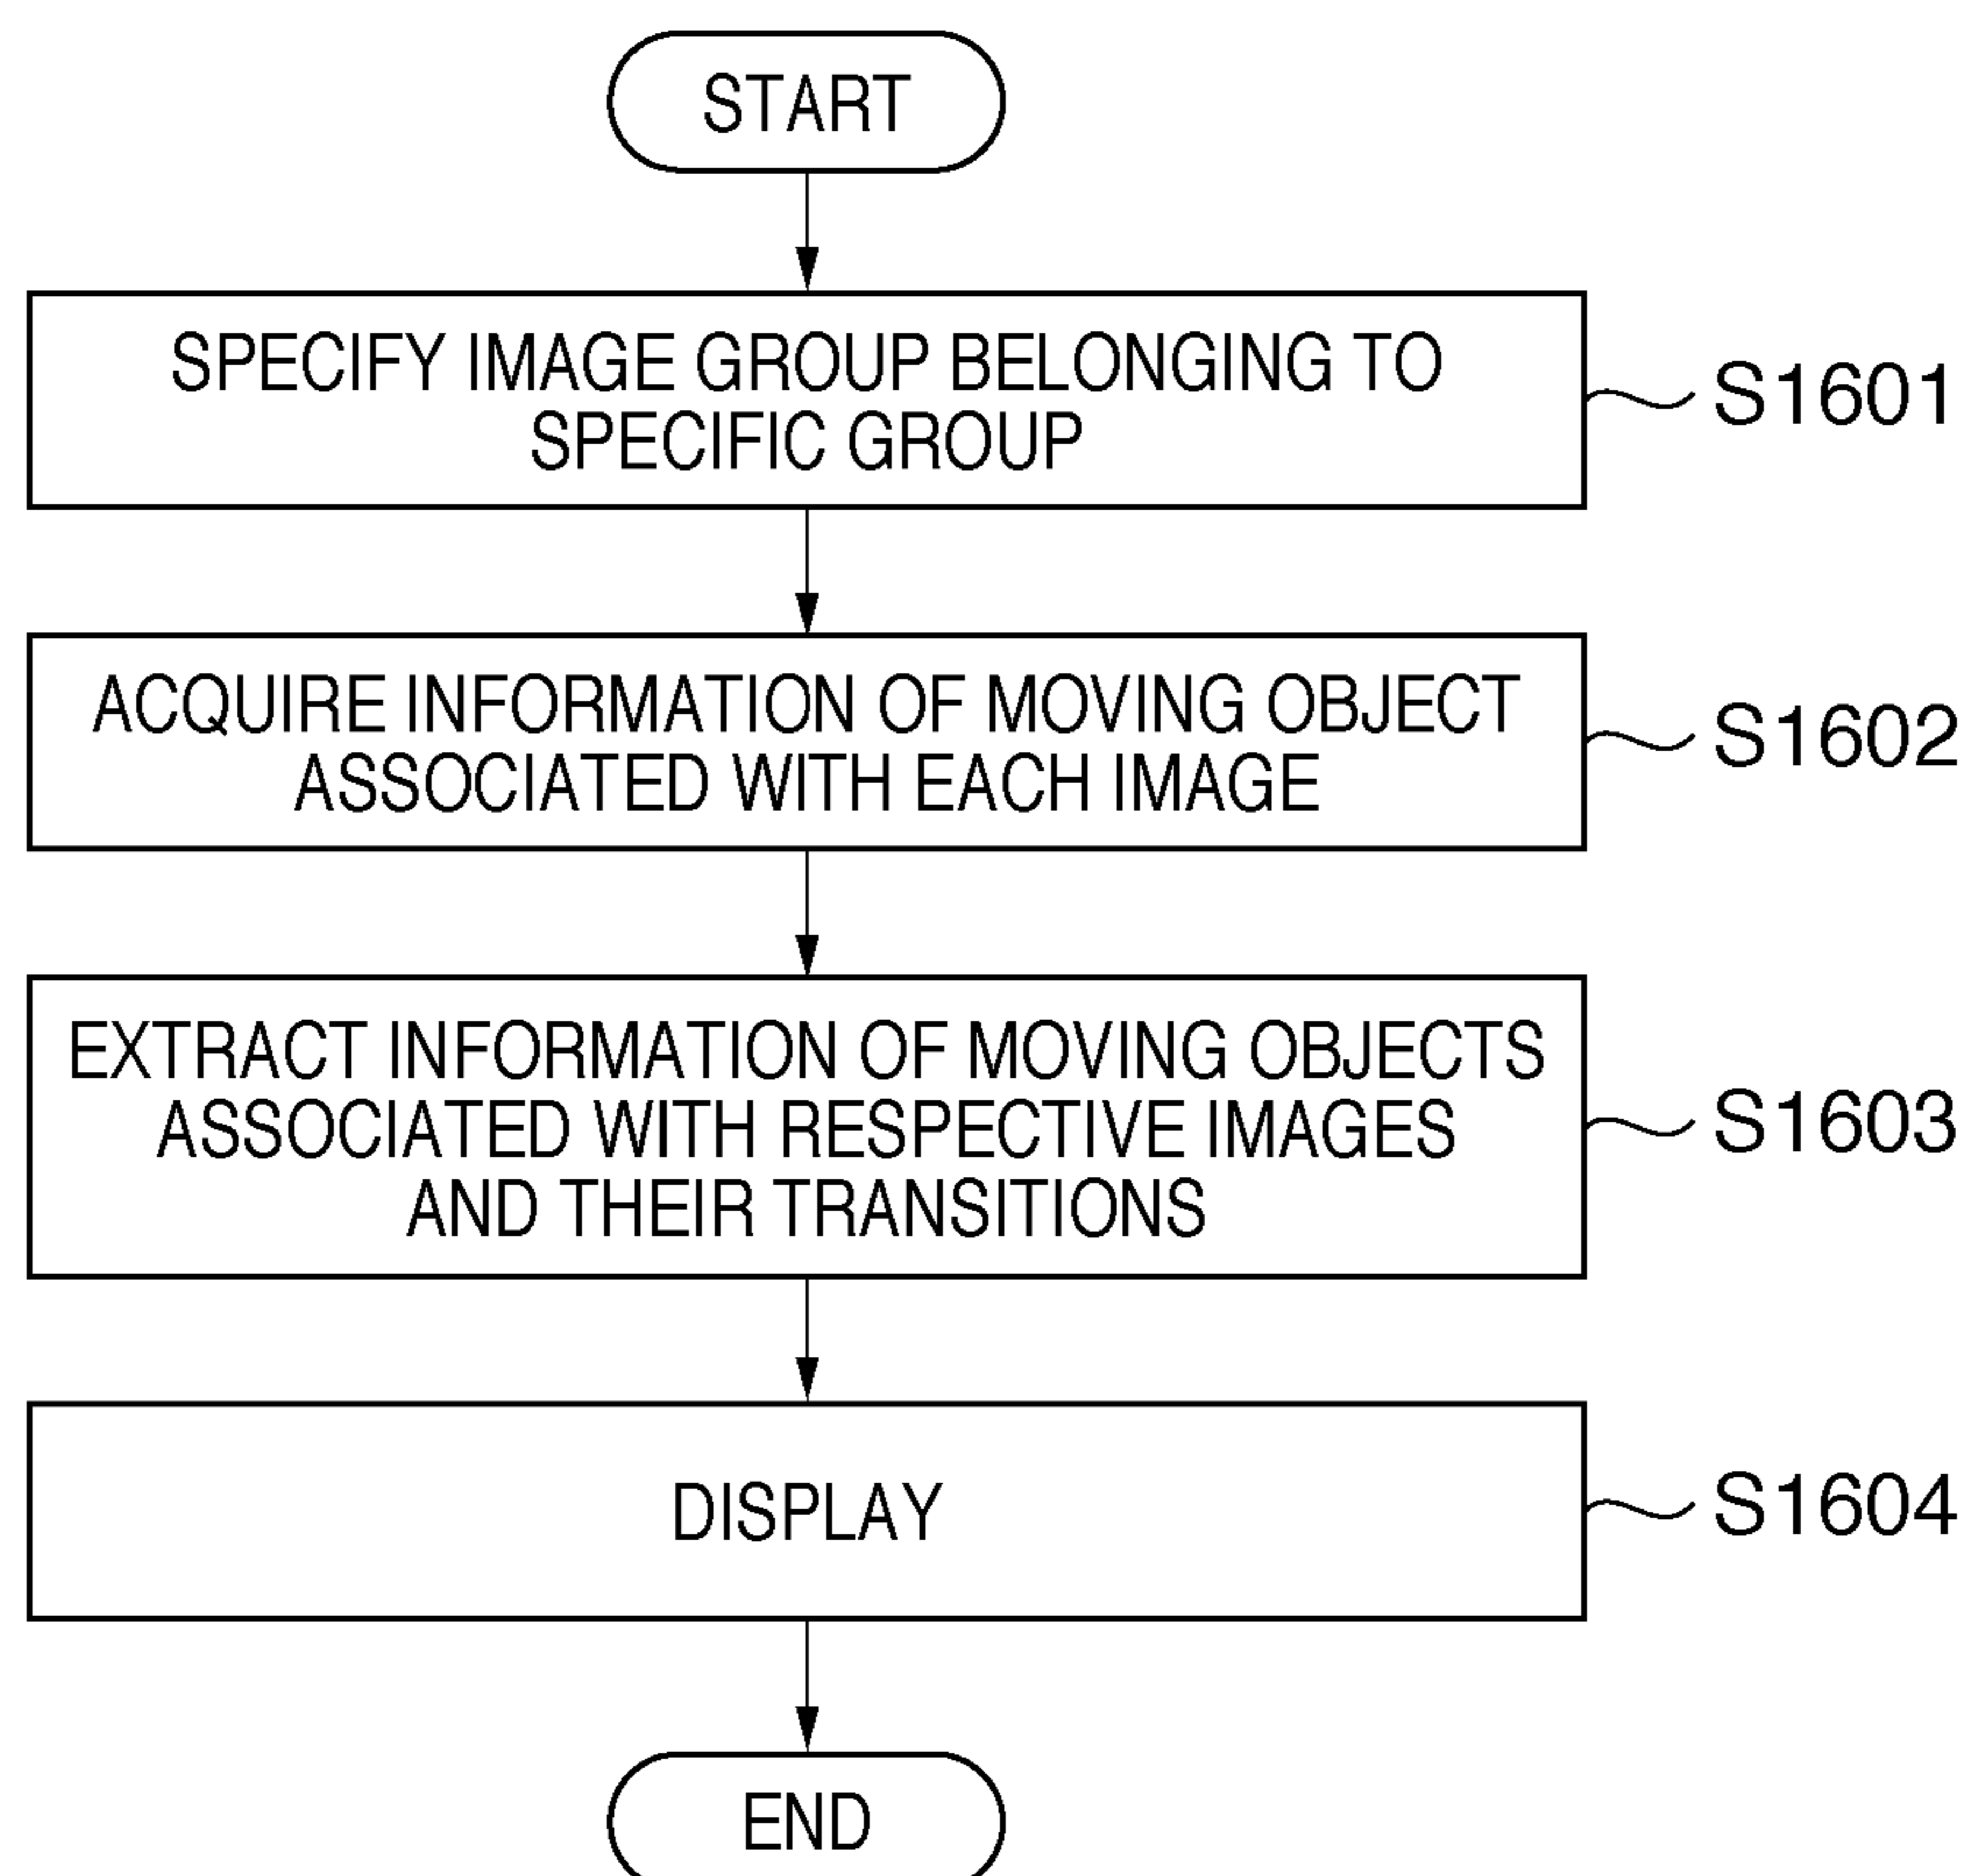 START
SPECIFY IMAGE GROUP BELONGING TO
SPECIFIC GROUP
S1601
ACQUIRE INFORMATION OF MOVING OBJECT
ASSOCIATED WITH EACH IMAGE
S1602
EXTRACT INFORMATION OF MOVING OBJECTS
ASSOCIATED WITH RESPECTIVE IMAGES
AND THEIR TRANSITIONS
S1603
DISPLAY
S1604
END